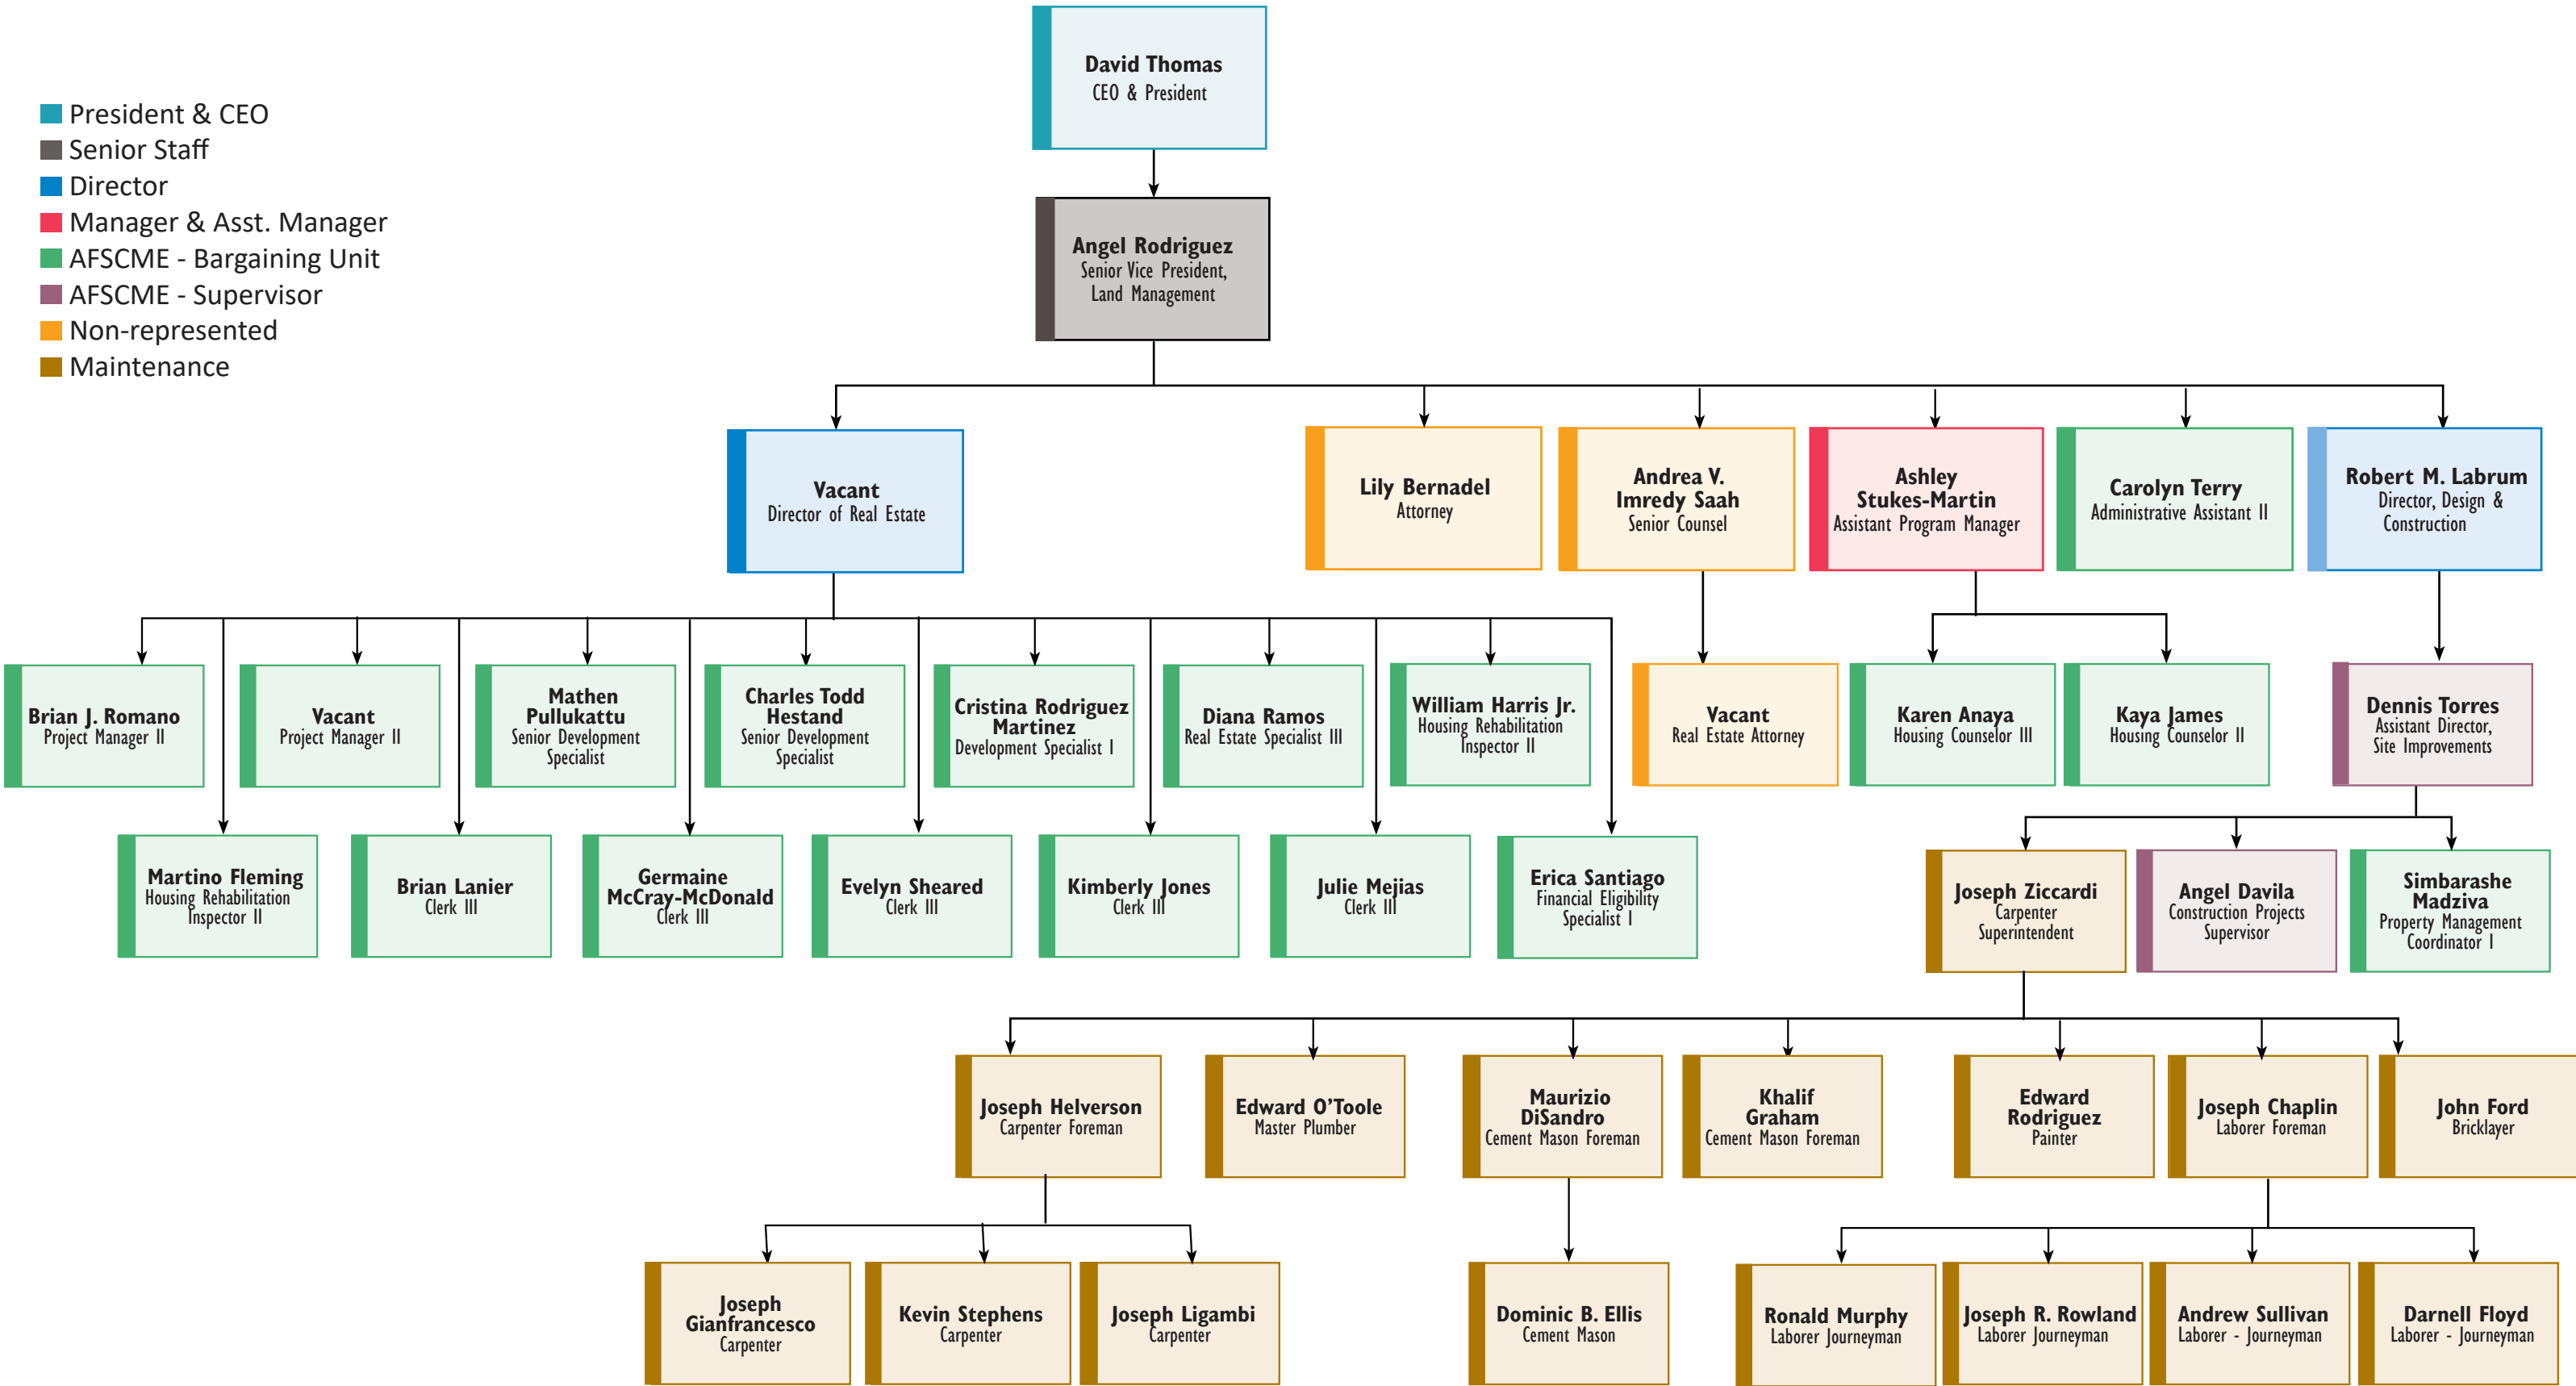 David Thomas
CEO & President
President & CEO
Senior Staff
Director
Manager & Asst. Manager
AFSCME - Bargaining Unit
AFSCME - Supervisor
Non-represented
Maintenance
Angel Rodriguez
Senior Vice President,
Land Management
Vacant
Director of Real Estate
Lily Bernadel
Attorney
Andrea V.
Imredy Saah
Senior Counsel
Ashley
Stukes-Martin
Assistant Program Manager
Carolyn Terry
Administrative Assistant II
Robert M. Labrum
Director, Design &
Construction
Brian J. Romano
Project Manager II
Vacant
Project Manager II
Mathen
Pullukattu
Senior Development
Specialist
Charles Todd
Hestand
Senior Development
Specialist
Cristina Rodriguez
Martinez
Development Specialist I
Diana Ramos
Real Estate Specialist III
William Harris Jr.
Housing Rehabilitation
Inspector II
Vacant
Real Estate Attorney
Karen Anaya
Housing Counselor III
Kaya James
Housing Counselor II
Dennis Torres
Assistant Director,
Site Improvements
Martino Fleming
Housing Rehabilitation
Inspector II
Brian Lanier
Clerk III
Germaine
McCray-McDonald
Clerk III
Evelyn Sheared
Clerk III
Kimberly Jones
Clerk III
Julie Mejias
Clerk III
Erica Santiago
Financial Eligibility
Specialist I
Joseph Ziccardi
Carpenter
Superintendent
Angel Davila
Construction Projects
Supervisor
Simbarashe
Madziva
Property Management
Coordinator I
Joseph Helverson
Carpenter Foreman
Edward O'Toole
Master Plumber
Maurizio
DiSandro
Cement Mason Foreman
Khalif
Graham
Cement Mason Foreman
Edward
Rodriguez
Painter
Joseph Chaplin
Laborer Foreman
John Ford
Bricklayer
Joseph
Gianfrancesco
Carpenter
Kevin Stephens
Carpenter
Joseph Ligambi
Carpenter
Dominic B. Ellis
Cement Mason
Ronald Murphy
Laborer Journeyman
Joseph R. Rowland
Laborer Journeyman
Andrew Sullivan
Laborer - Journeyman
Darnell Floyd
Laborer - Journeyman